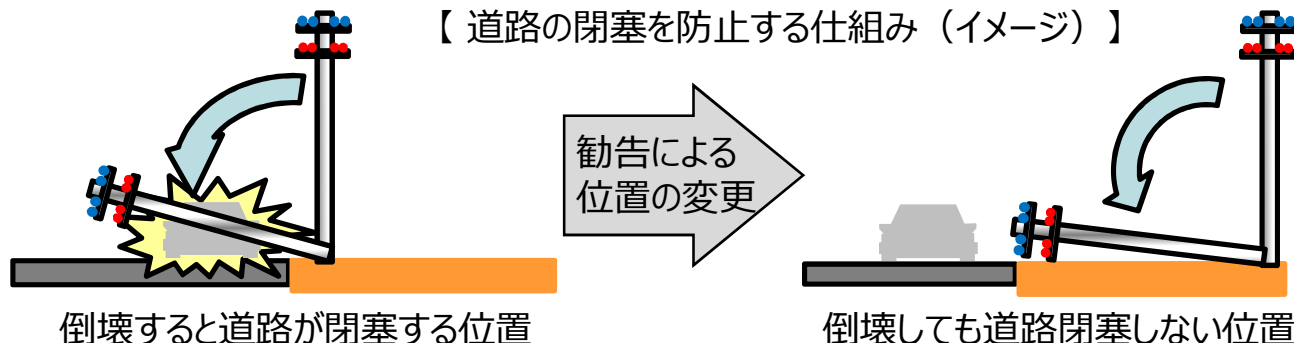 【 道路の閉塞を防止する仕組み（イメージ）】
勧告による
位置の変更
倒壊すると道路が閉塞する位置
倒壊しても道路閉塞しない位置